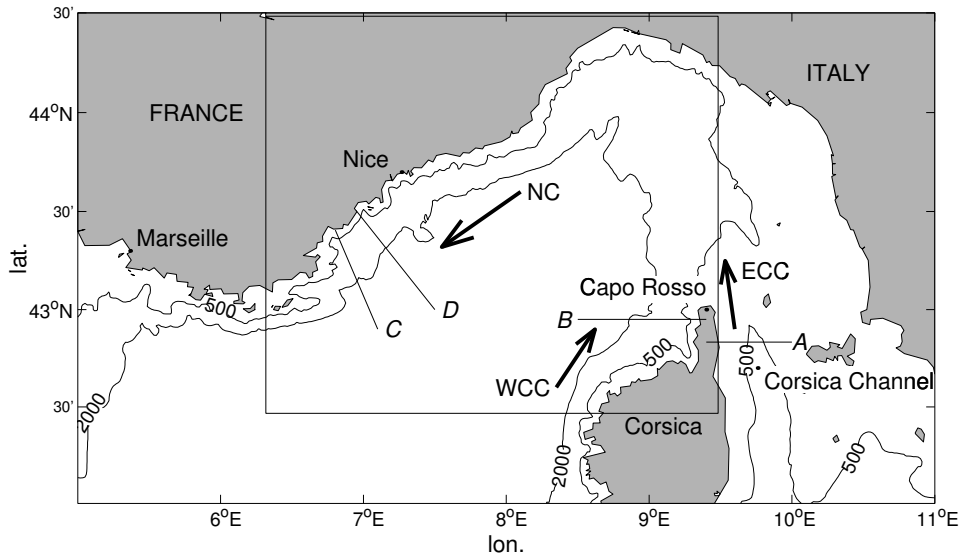 30'
ITALY
FRANCE
44°N
Nice
NC
30'
Marseille
lat.
ECC
Capo Rosso
500
43°N
B
D
A
C
500
500
WCC
Corsica Channel
30'
2000
Corsica
2000
500
6°E
7°E
8°E
9°E
10°E
11°E
lon.